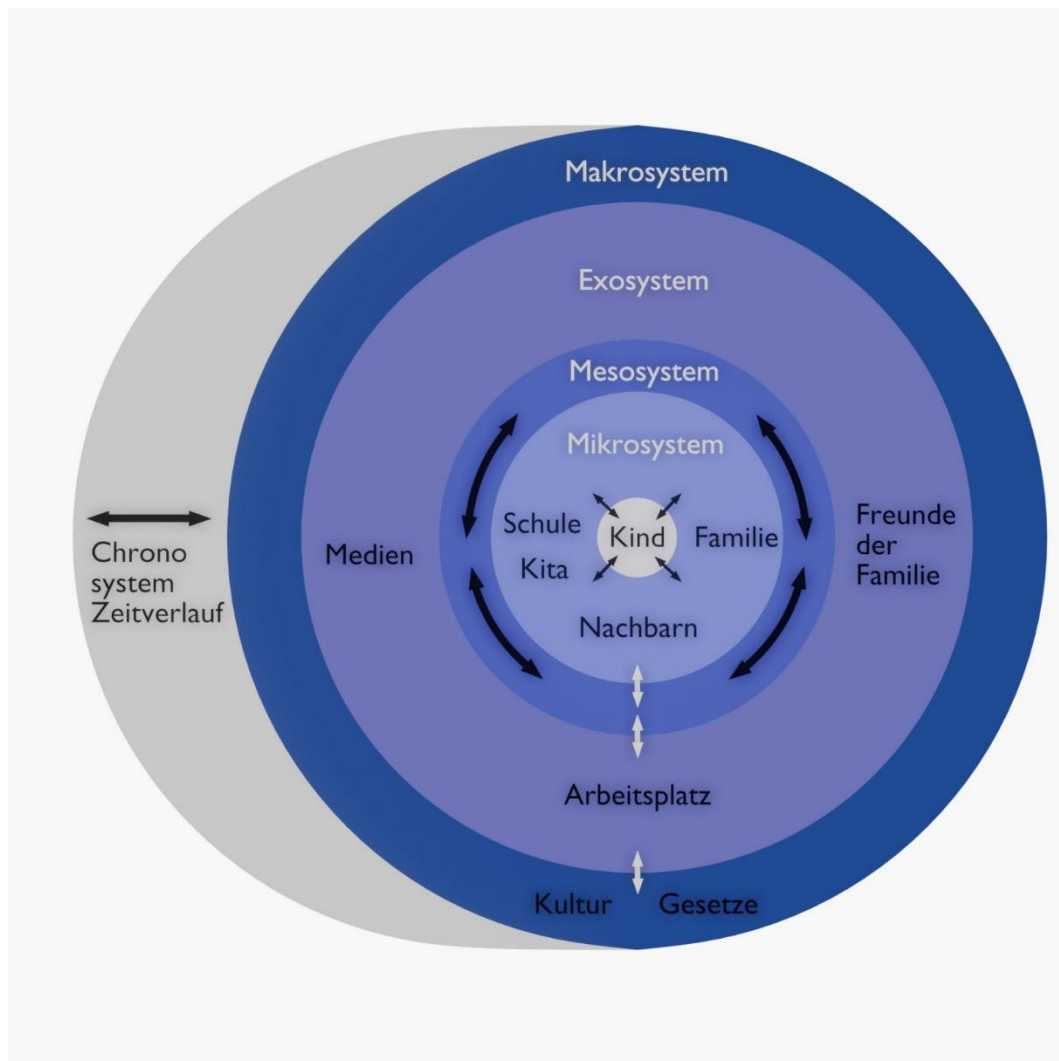 Makrosystem
Exosystem
Mesosystem
Mikrosystem
Schule
Kita
Kind
Familie
Nachbarn
Medien
Freunde
der
Familie
Chrono
system
Zeitverlauf
Arbeitsplatz
Kultur
Gesetze